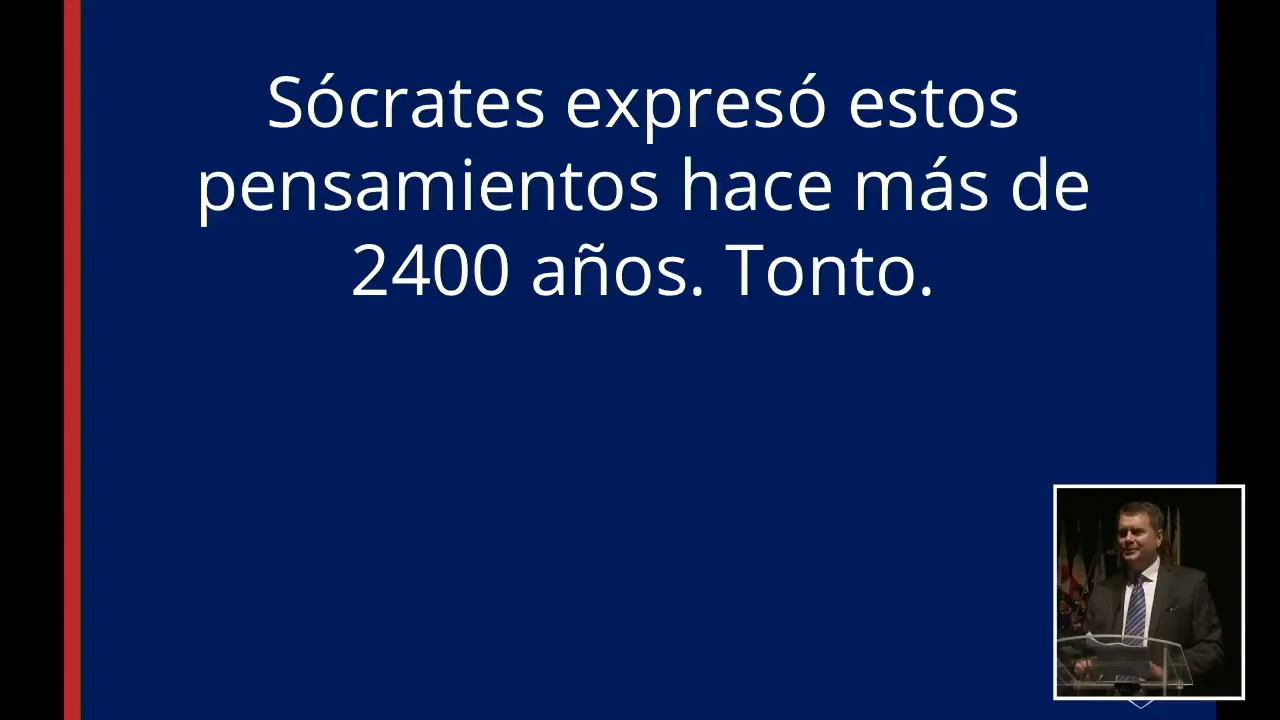 Sócrates expresó estos
pensamientos hace más de
2400 años. Tonto.